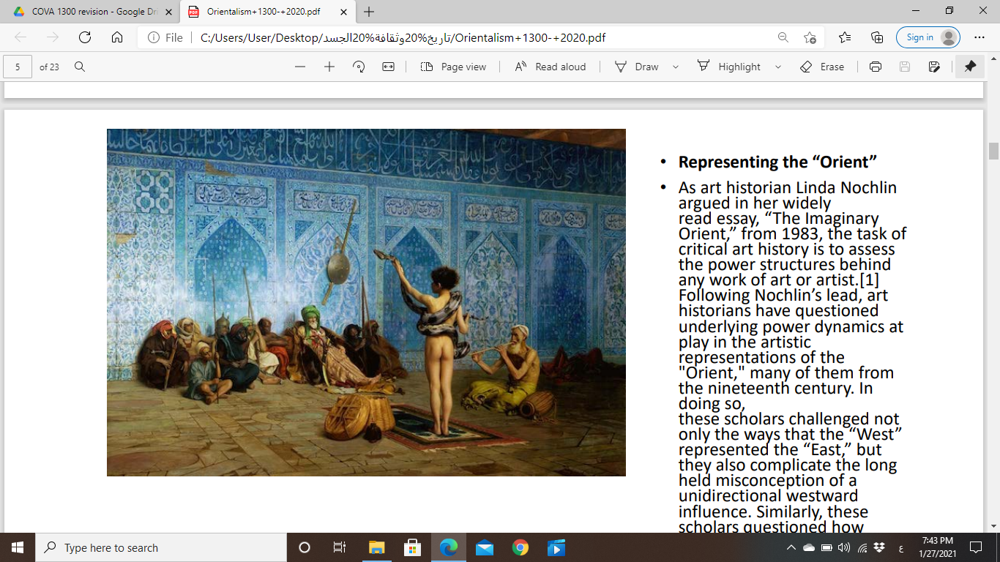 COVA 1300 revision - Google Dri
Orientalism+1300-+2020.pdf
File
C:/Users/User/Desktop/تاريخ%20وثقافة%20الجسد/Orientalism+1300-+2020.pdf
Sign in
5
of 23
Page view
Read aloud
Draw
Highlight
Erase
• Representing the “Orient”
• As art historian Linda Nochlin
argued in her widely
read essay, “The Imaginary
Orient,” from 1983, the task of
critical art history is to assess
the power structures behind
any work of art or artist.[1]
Following Nochlin’s lead, art
historians have questioned
underlying power dynamics at
play in the artistic
representations of the
"Orient," many of them from
the nineteenth century. In
doing so,
these scholars challenged not
only the ways that the “West”
represented the “East,” but
they also complicate the long
held misconception of a
unidirectional westward
influence. Similarly, these
scholars questioned how
Type here to search
ع
7:43 PM
1/27/2021